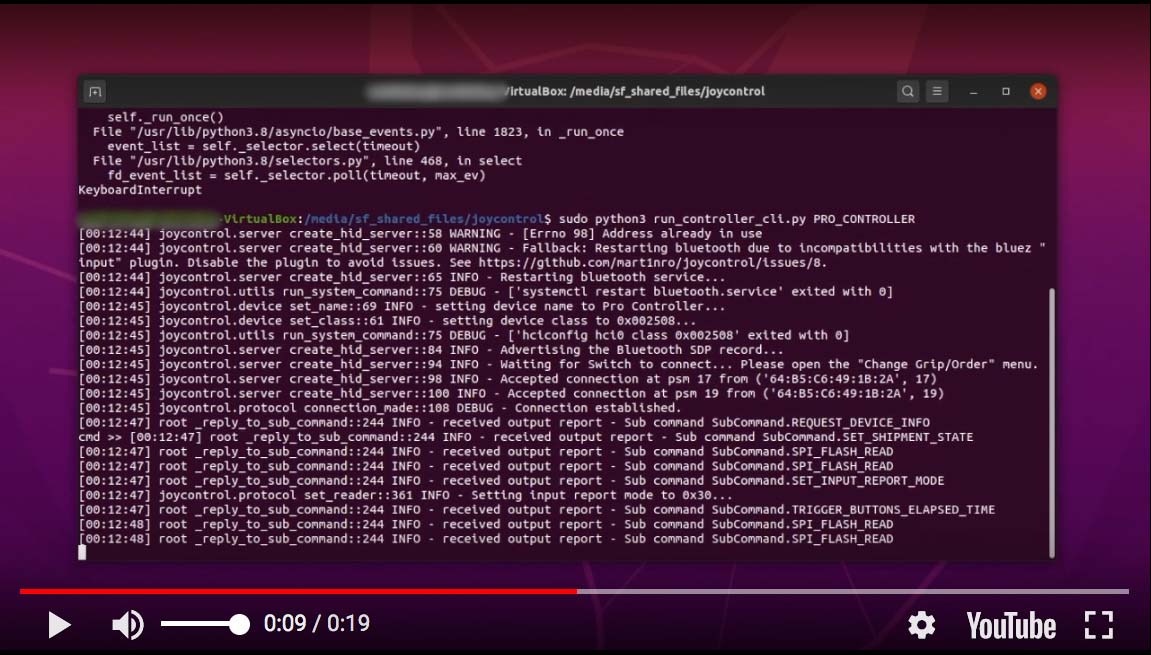 /irtualBox: /media/sf_shared_files/joycontrol
self._run_once()
File "/usr/lib/python3.8/asyncio/base_events.py", line 1823, in _run_once
event_list = self._selector.select(timeout)
File "/usr/lib/python3.8/selectors.py", line 468, in select
fd_event_list = self._selector.poll(timeout, max_ev)
KeyboardInterrupt
-VirtualBox:/media/sf_shared_files/joycontrol$ sudo python3 run_controller_cli.py PRO_CONTROLLER
[00:12:44] joycontrol.server create_hid_server::58 WARNING - [Errno 98] Address already in use
[00:12:44] joycontrol.server create_hid_server::60 WARNING - Fallback: Restarting bluetooth due to incompatibilities with the bluez "
input" plugin. Disable the plugin to avoid issues. See https://github.com/mart1nro/joycontrol/issues/8.
[00:12:44] joycontrol.server create_hid_server::65 INFO - Restarting bluetooth service...
[00:12:44] joycontrol.utils run_system_command::75 DEBUG - ['systemctl restart bluetooth.service' exited with 0]
[00:12:45] joycontrol.device set_name::69 INFO - setting device name to Pro Controller...
[00:12:45] joycontrol.device set_class::61 INFO - setting device class to 0x002508...
[00:12:45] joycontrol.utils run_system_command::75 DEBUG - ['hciconfig hci0 class 0x002508' exited with 0]
[00:12:45] joycontrol.server create_hid_server::84 INFO - Advertising the Bluetooth SDP record...
[00:12:45] joycontrol.server create_hid_server::94 INFO - Waiting for Switch to connect... Please open the "Change Grip/Order" menu.
[00:12:45] joycontrol.server create_hid_server::98 INFO - Accepted connection at psm 17 from ('64:B5:C6:49:1B:2A', 17)
[00:12:45] joycontrol.server create_hid_server::100 INFO - Accepted connection at psm 19 from ('64:B5:C6:49:1B:2A', 19)
[00:12:45] joycontrol.protocol connection_made::108 DEBUG - Connection established.
[00:12:47] root _reply_to_sub_command::244 INFO - received output report - Sub command SubCommand.REQUEST_DEVICE_INFO
cmd >> [00:12:47] root _reply_to_sub_command::244 INFO - received output report - Sub command SubCommand.SET_SHIPMENT_STATE
[00:12:47] root _reply_to_sub_command::244 INFO - received output report - Sub command SubCommand.SPI_FLASH_READ
[00:12:47] root _reply_to_sub_command::244 INFO - received output report - Sub command SubCommand.SPI_FLASH_READ
[00:12:47] root _reply_to_sub_command::244 INFO - received output report - Sub command SubCommand.SET_INPUT_REPORT_MODE
[00:12:47] joycontrol.protocol set_reader::361 INFO - Setting input report mode to 0x30...
[00:12:47] root _reply_to_sub_command::244 INFO - received output report - Sub command SubCommand.TRIGGER_BUTTONS_ELAPSED_TIME
[00:12:48] root _reply_to_sub_command::244 INFO - received output report - Sub command SubCommand.SPI_FLASH_READ
[00:12:48] root _reply_to_sub_command::244 INFO - received output report - Sub command SubCommand.SPI_FLASH_READ
0:09 / 0:19
YouTube